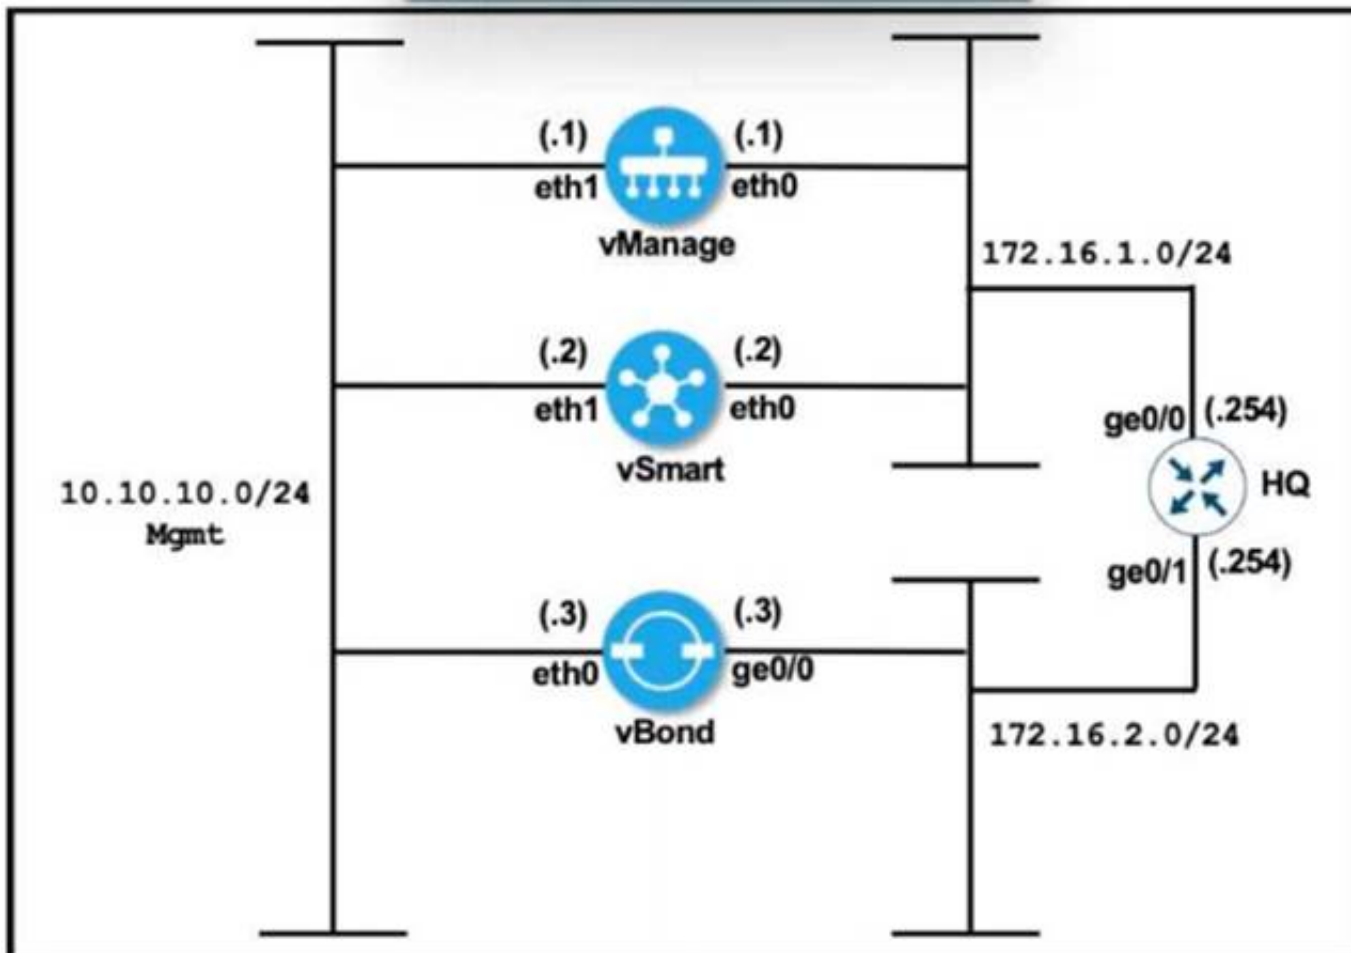 (.1)
(.1)
eth1
eth0
vManage
172.16.1.0/24
(.2)
(.2)
eth1
eth0
vSmart
ge0/0
(.254)
HQ
10.10.10.0/24
Mgmt
ge0/1
(.254)
(.3)
(.3)
eth0
ge0/0
vBond
172.16.2.0/24